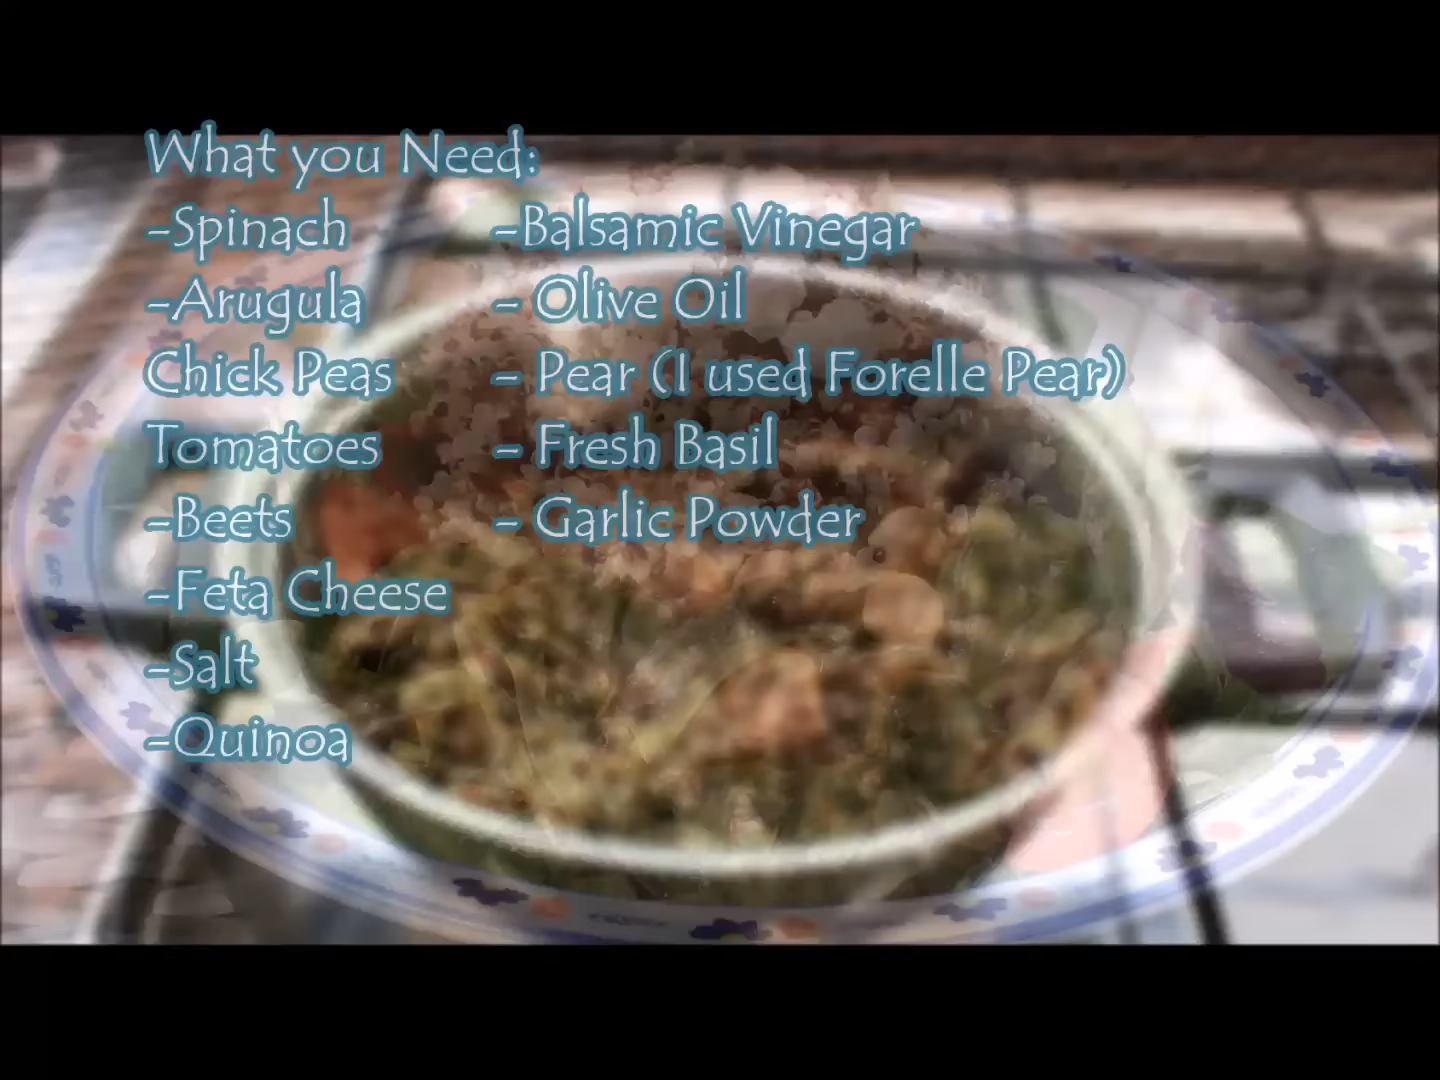 What you Need:
-Spinach
-Arugula
Chick Peas
Tomatoes
-Beets
-Feta Cheese
-Salt
-Quinoa
-Balsamic Vinegar
- Olive Oil
- Pear (I used Forelle Pear)
- Fresh Basil
- Garlic Powder